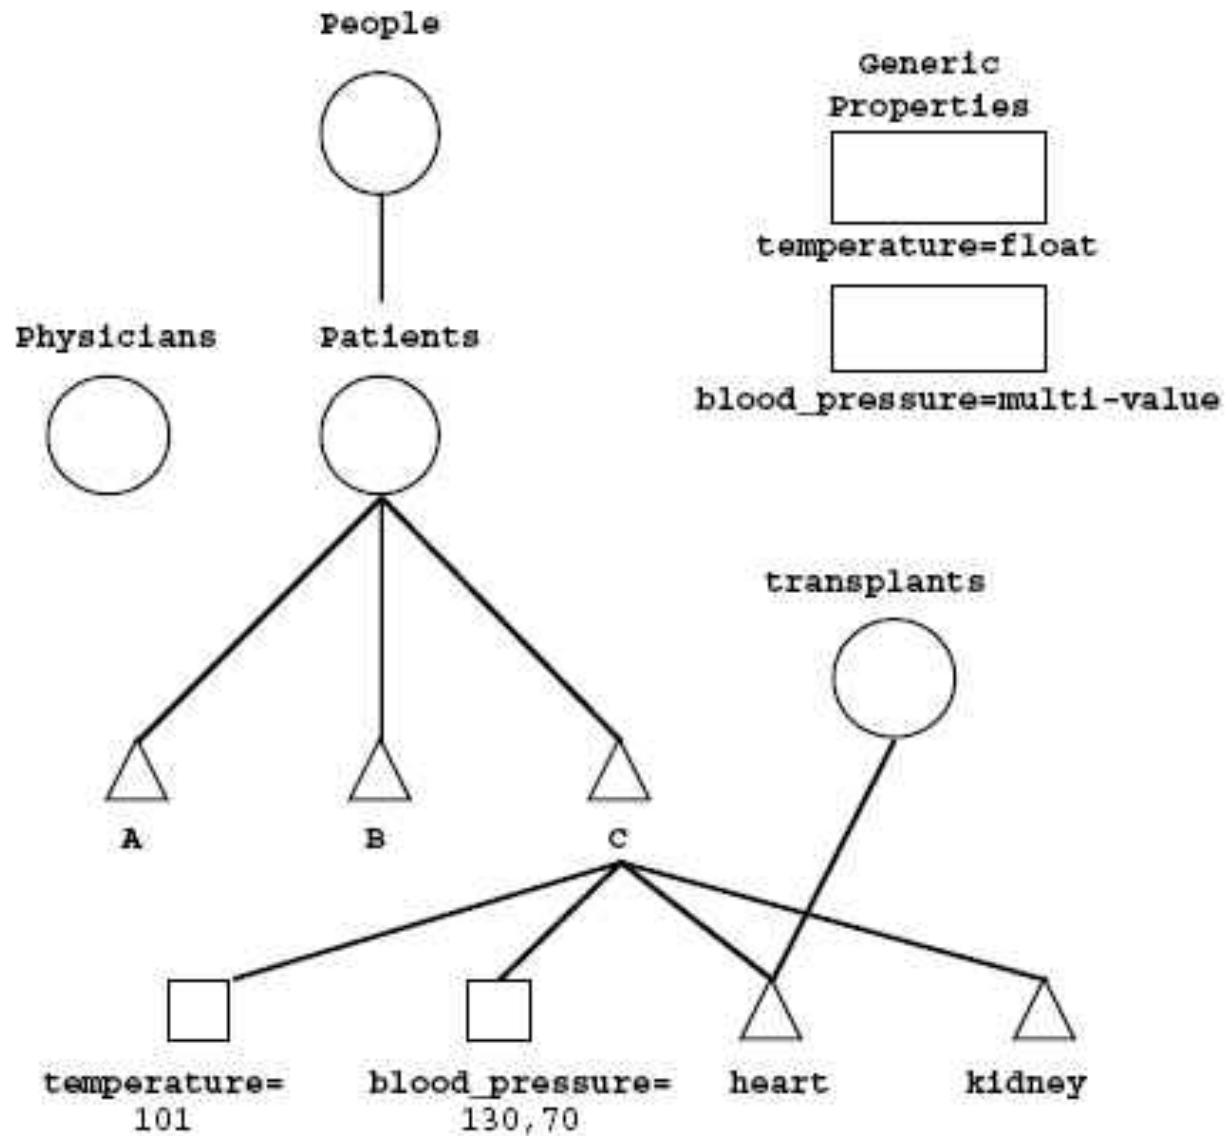 People
Generic
Properties
temperature=float
Physicians
Patients
blood_pressure=multi-value
transplants
A
B
C
temperature=
101
blood_pressure=
130,70
heart
kidney